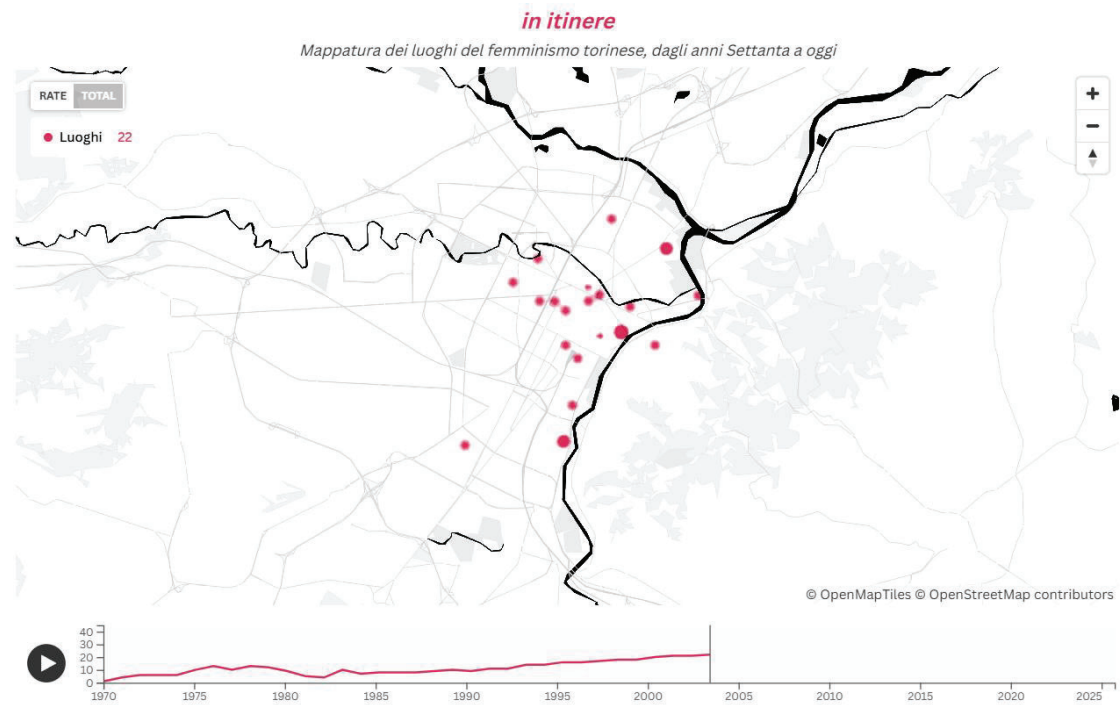 in itinere
Mappatura dei luoghi del femminismo torinese, dagli anni Settanta a oggi
RATE TOTAL
Luoghi 22
© OpenMapTiles © OpenStreetMap contributors
40
30
20
10
0
1970 1975 1980 1985 1990 1995 2000 2005 2010 2015 2020 2025